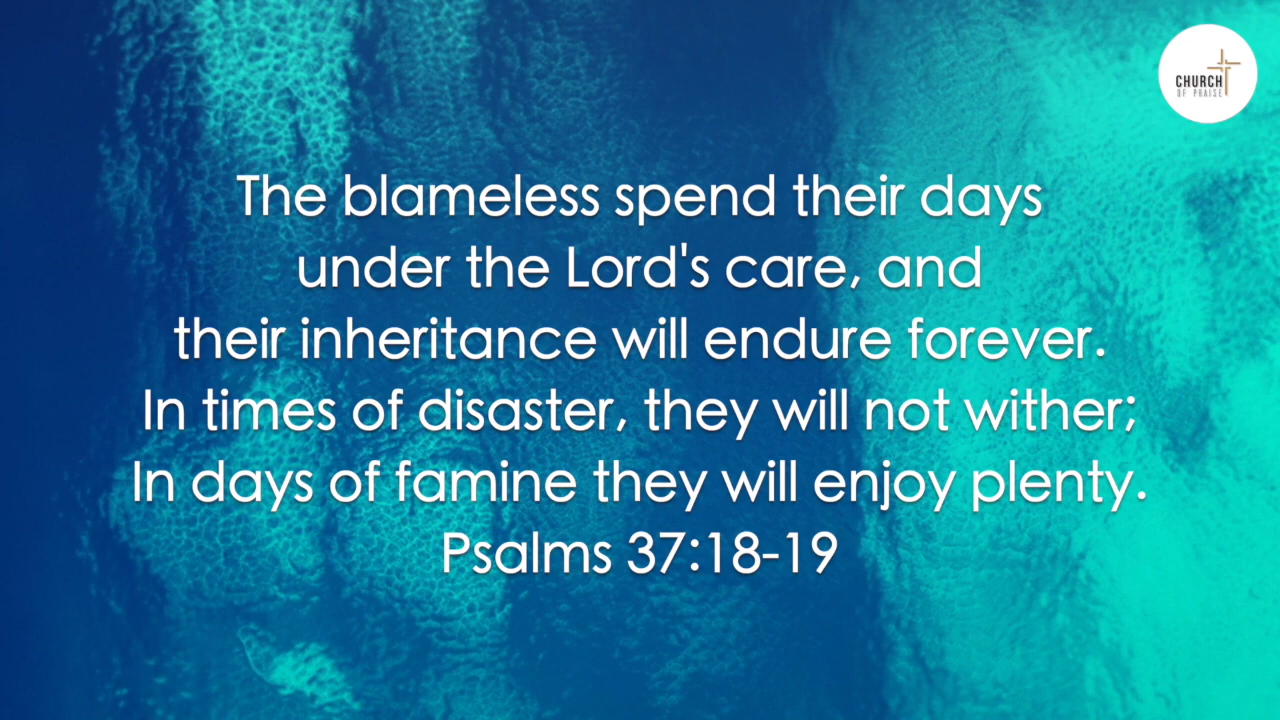 CHURCH
OF PRAISE
The blameless spend their days
under the Lord's care, and
their inheritance will endure forever.
In times of disaster, they will not wither;
In days of famine they will enjoy plenty.
Psalms 37:18-19